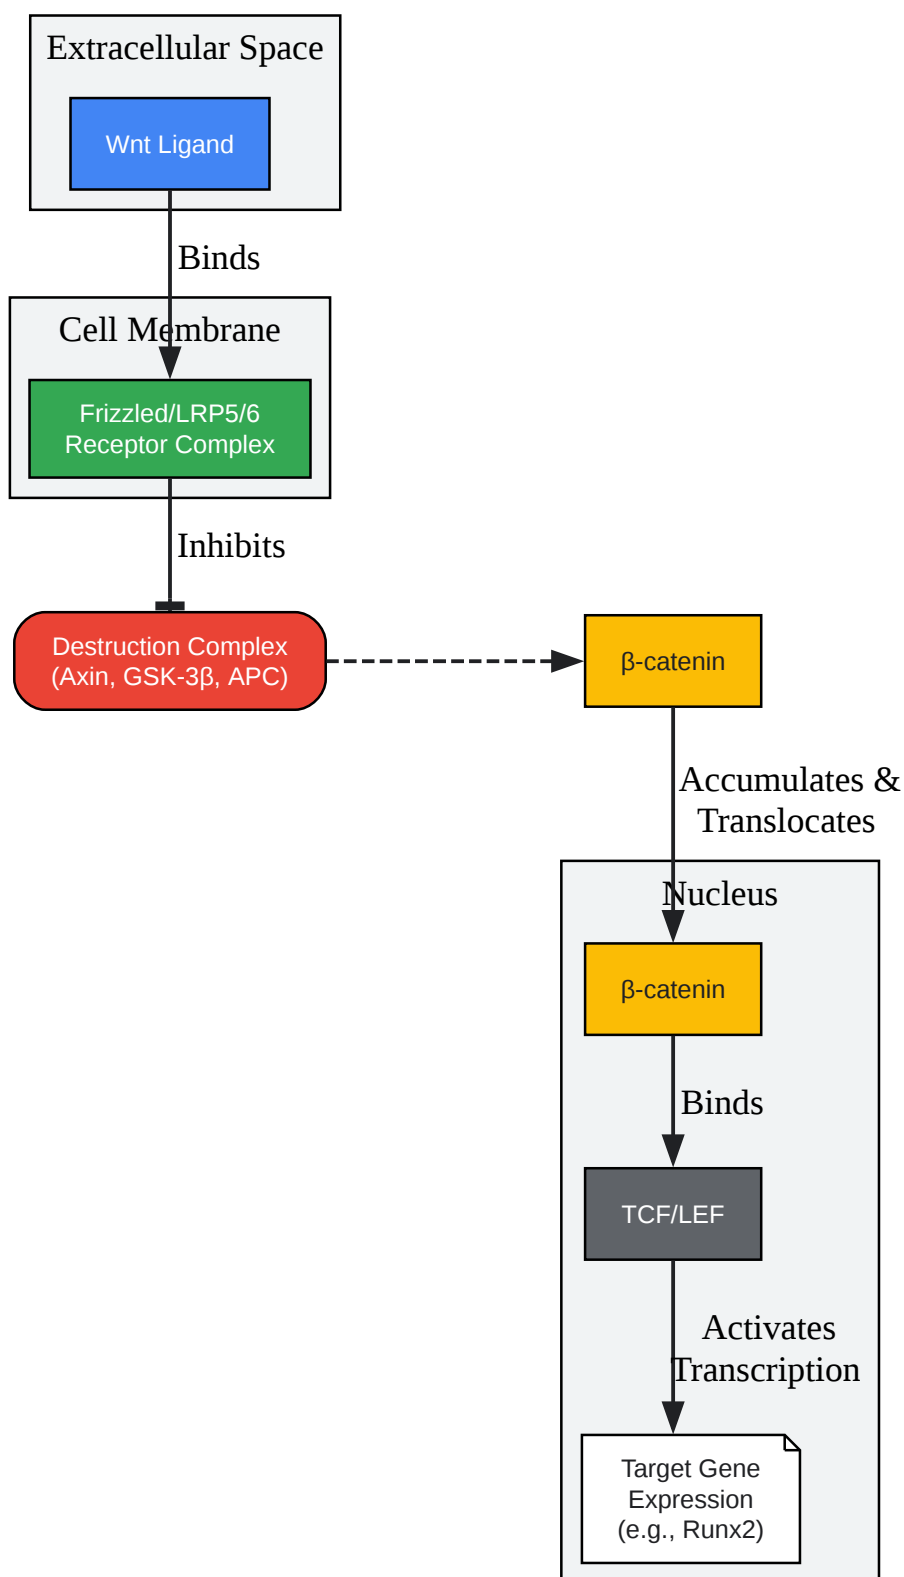 Extracellular Space
Wnt Ligand
Binds
Cell Membrane
Frizzled/LRP5/6
Receptor Complex
Inhibits
Destruction Complex
(Axin, GSK-3β, APC)
β-catenin
Accumulates &
Translocates
Nucleus
β-catenin
Binds
TCF/LEF
Activates
Transcription
Target Gene
Expression
(e.g., Runx2)